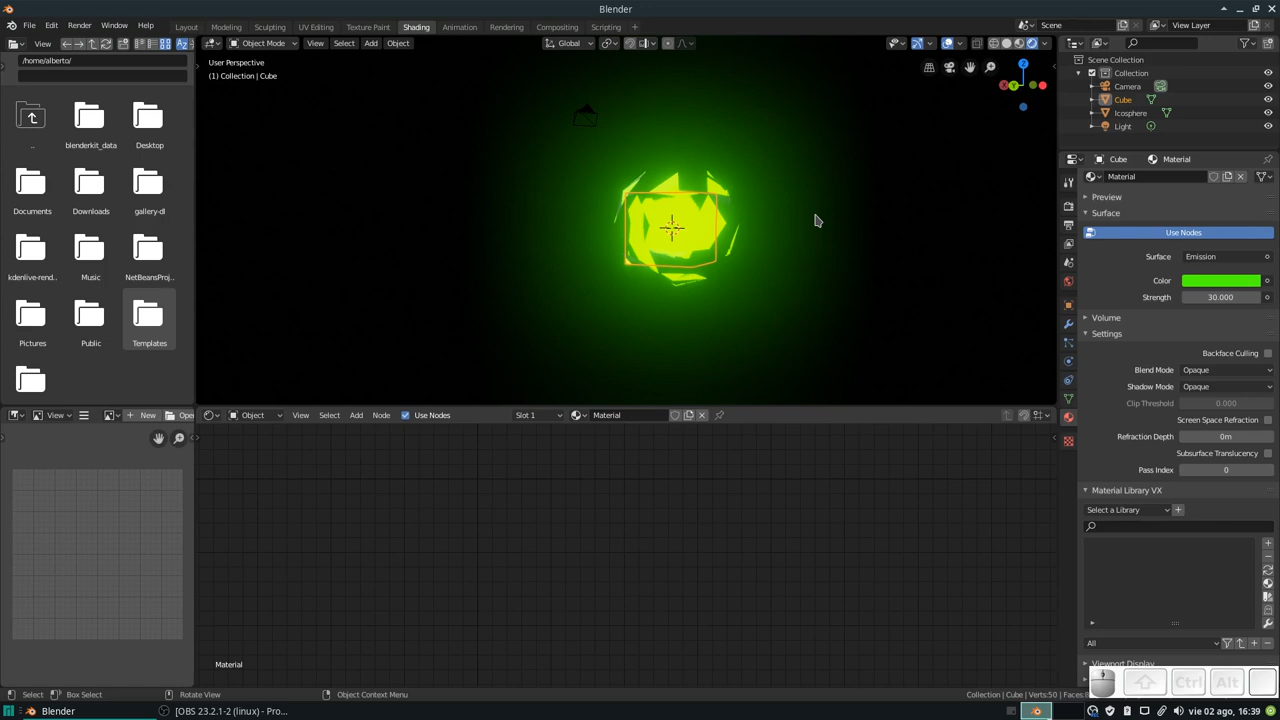 Blender
File Edit Render Window Help
Layout Modeling Sculpting UV Editing Texture Paint Shading Animation Rendering Compositing Scripting
Scene View Layer
View
Object Mode View Select Add Object
Global
/home/alberto/
User Perspective
(1) Collection | Cube
.. blenderkit_data Desktop
Documents Downloads gallery-dl
kdenlive-render Music NetBeansProj...
Pictures Public Templates
Scene Collection
Collection
Camera
Cube
Icosphere
Light
Cube Material
Material
Preview
Surface
Use Nodes
Surface Emission
Color
Strength 30.000
Volume
Settings
Backface Culling
Blend Mode Opaque
Shadow Mode Opaque
Clip Threshold 0.000
Screen Space Refraction
Refraction Depth 0m
Subsurface Translucency
Pass Index 0
Material Library VX
Select a Library
All
Viewport Display
View New Open
Object View Select Add Node Use Nodes Slot 1 Material
Material
Z
Y
X
Select Box Select Rotate View Object Context Menu
Collection | Cube | Verts:50 | Faces:8
Ctrl Alt
Blender [OBS 23.2.1-2 (linux) - Pro... vie 02 ago, 16:39